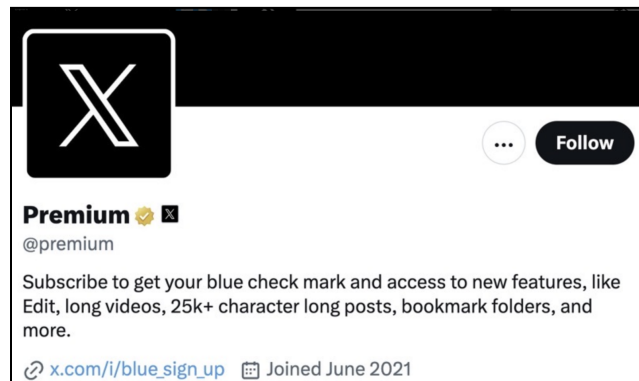 Follow
Premium
@premium
Subscribe to get your blue check mark and access to new features, like
Edit, long videos, 25k+ character long posts, bookmark folders, and
more.
x.com/i/blue_sign_up Joined June 2021